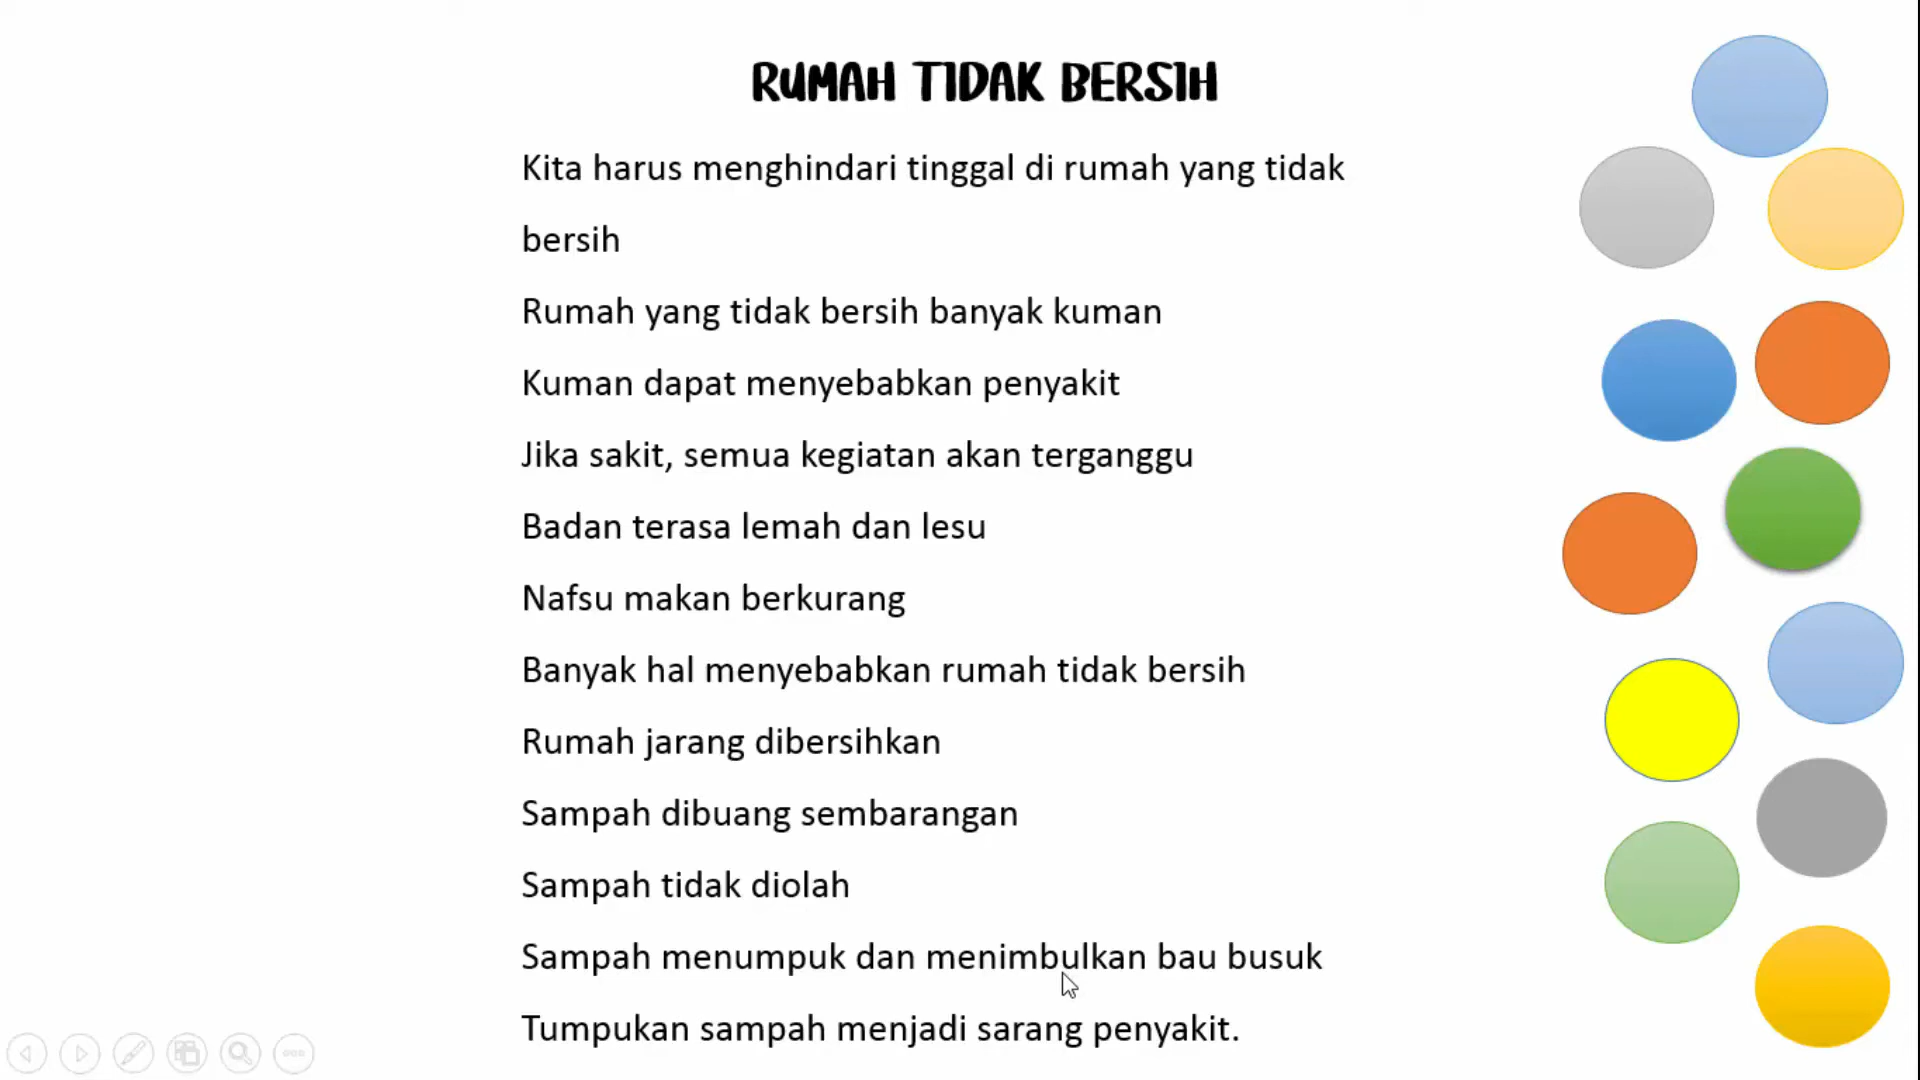 RUMAH TIDAK BERSIH
Kita harus menghindari tinggal di rumah yang tidak
bersih
Rumah yang tidak bersih banyak kuman
Kuman dapat menyebabkan penyakit
Jika sakit, semua kegiatan akan terganggu
Badan terasa lemah dan lesu
Nafsu makan berkurang
Banyak hal menyebabkan rumah tidak bersih
Rumah jarang dibersihkan
Sampah dibuang sembarangan
Sampah tidak diolah
Sampah menumpuk dan menimbulkan bau busuk
Tumpukan sampah menjadi sarang penyakit.